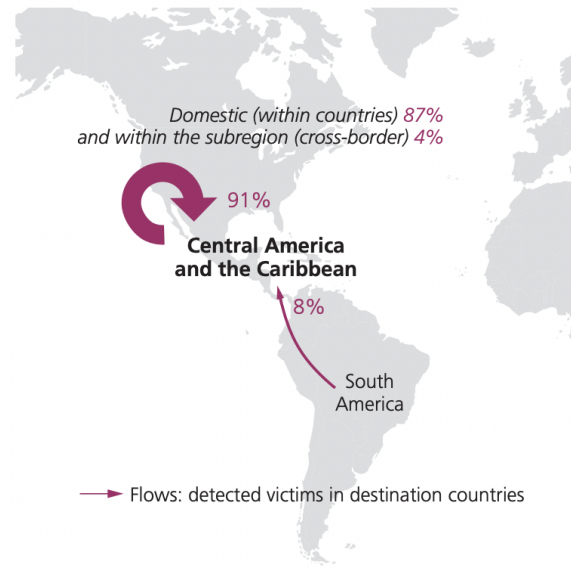 Domestic (within countries) 87%
and within the subregion (cross-border) 4%
91%
Central America
and the Caribbean
8%
South
America
Flows: detected victims in destination countries